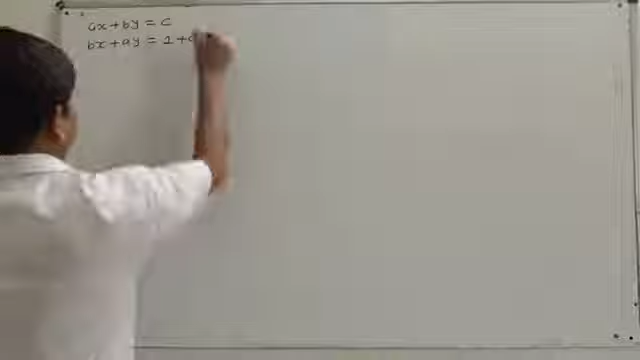 ax + by = c
bx + ay = 1 + c